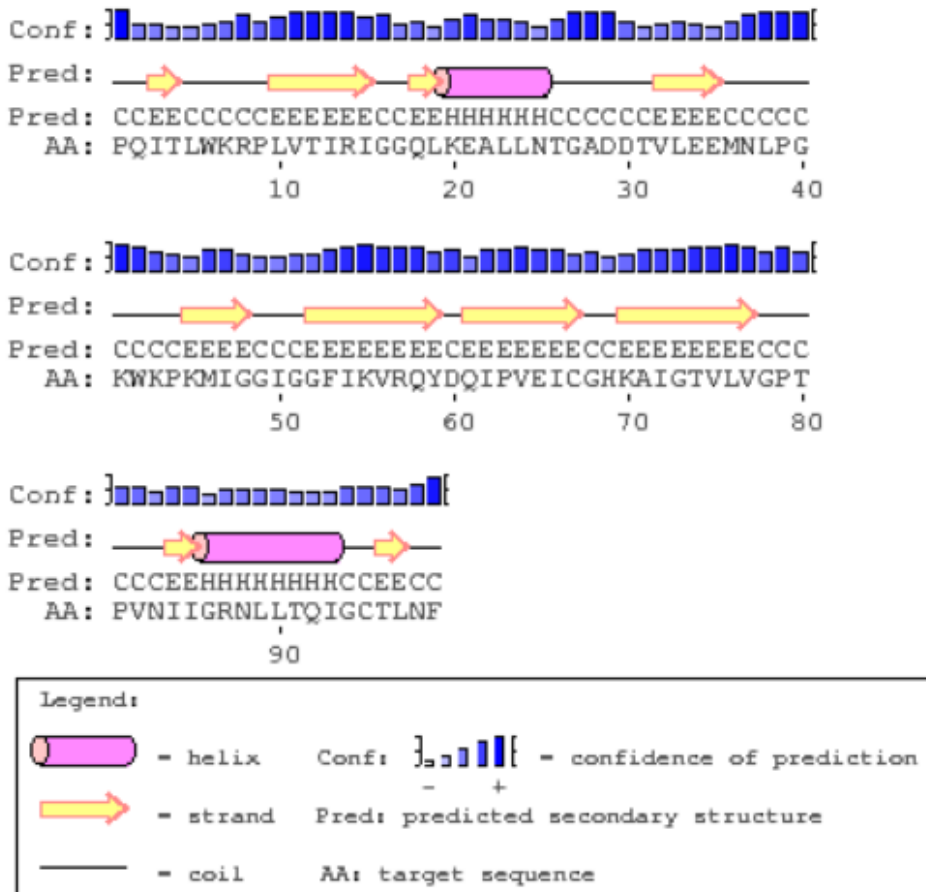 Conf:
Pred:
Pred: CCEECCCCCEEEEEECCEEHHHHHHCCCCCCEEEECCCCC
AA: PQITLWKRPLVTIRIGGQLKEALLNTGADDTVLEEMNLPG
10 20 30 40
Conf:
Pred:
Pred: CCCCEEEECCCEEEEEEEECEEEEEEECCEEEEEEEECCC
AA: KWKPKMIGGIGGFIKVRQYDQIPVEICGHKAIGTVLVGPT
50 60 70 80
Conf:
Pred:
Pred: CCCEEHHHHHHHHCCEECC
AA: PVNIIGRNLLTQIGCTLNF
90
Legend:
= helix Conf: = confidence of prediction
- +
= strand Pred: predicted secondary structure
= coil AA: target sequence